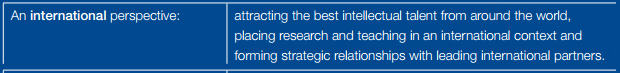 An international perspective:
attracting the best intellectual talent from around the world,
placing research and teaching in an international context and
forming strategic relationships with leading international partners.